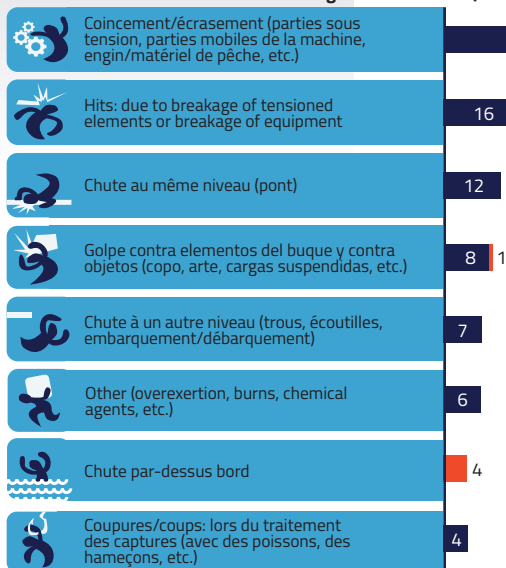 Coincement/écrasement (parties sous
tension, parties mobiles de la machine,
engin/matériel de pêche, etc.)
Hits: due to breakage of tensioned
elements or breakage of equipment
16
Chute au même niveau (pont)
12
Golpe contra elementos del buque y contra
objetos (copo, arte, cargas suspendidas, etc.)
8 1
Chute à un autre niveau (trous, écoutilles,
embarquement/débarquement)
7
Other (overexertion, burns, chemical
agents, etc.)
6
Chute par-dessus bord
4
Coupures/coups: lors du traitement
des captures (avec des poissons, des
hameçons, etc.)
4